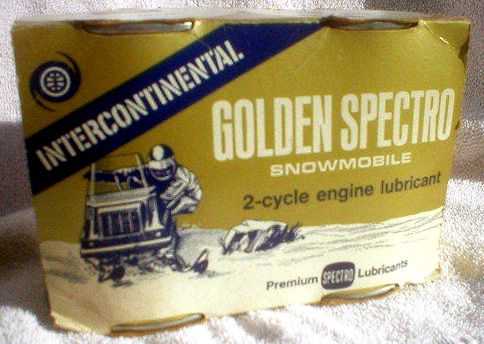 INTERCONTINENTAL
GOLDEN SPECTRO
SNOWMOBILE
2-cycle engine lubricant
Premium SPECTRO Lubricants